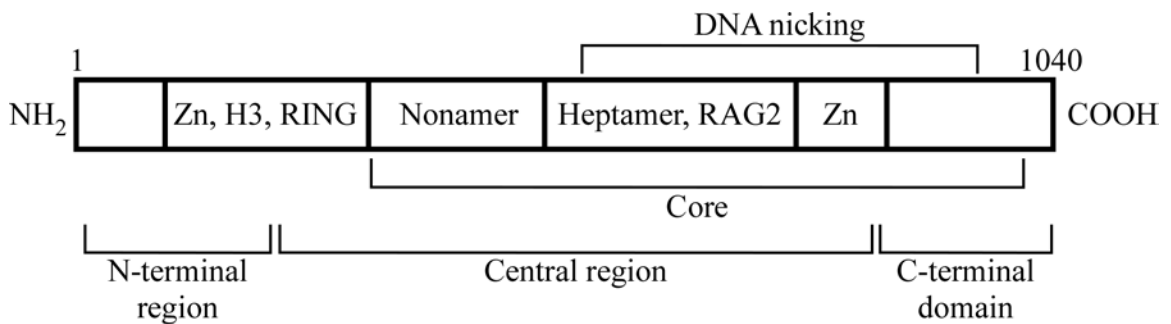 DNA nicking
1 1040
NH2 Zn, H3, RING Nonamer Heptamer, RAG2 Zn COOH
Core
N-terminal region Central region C-terminal domain